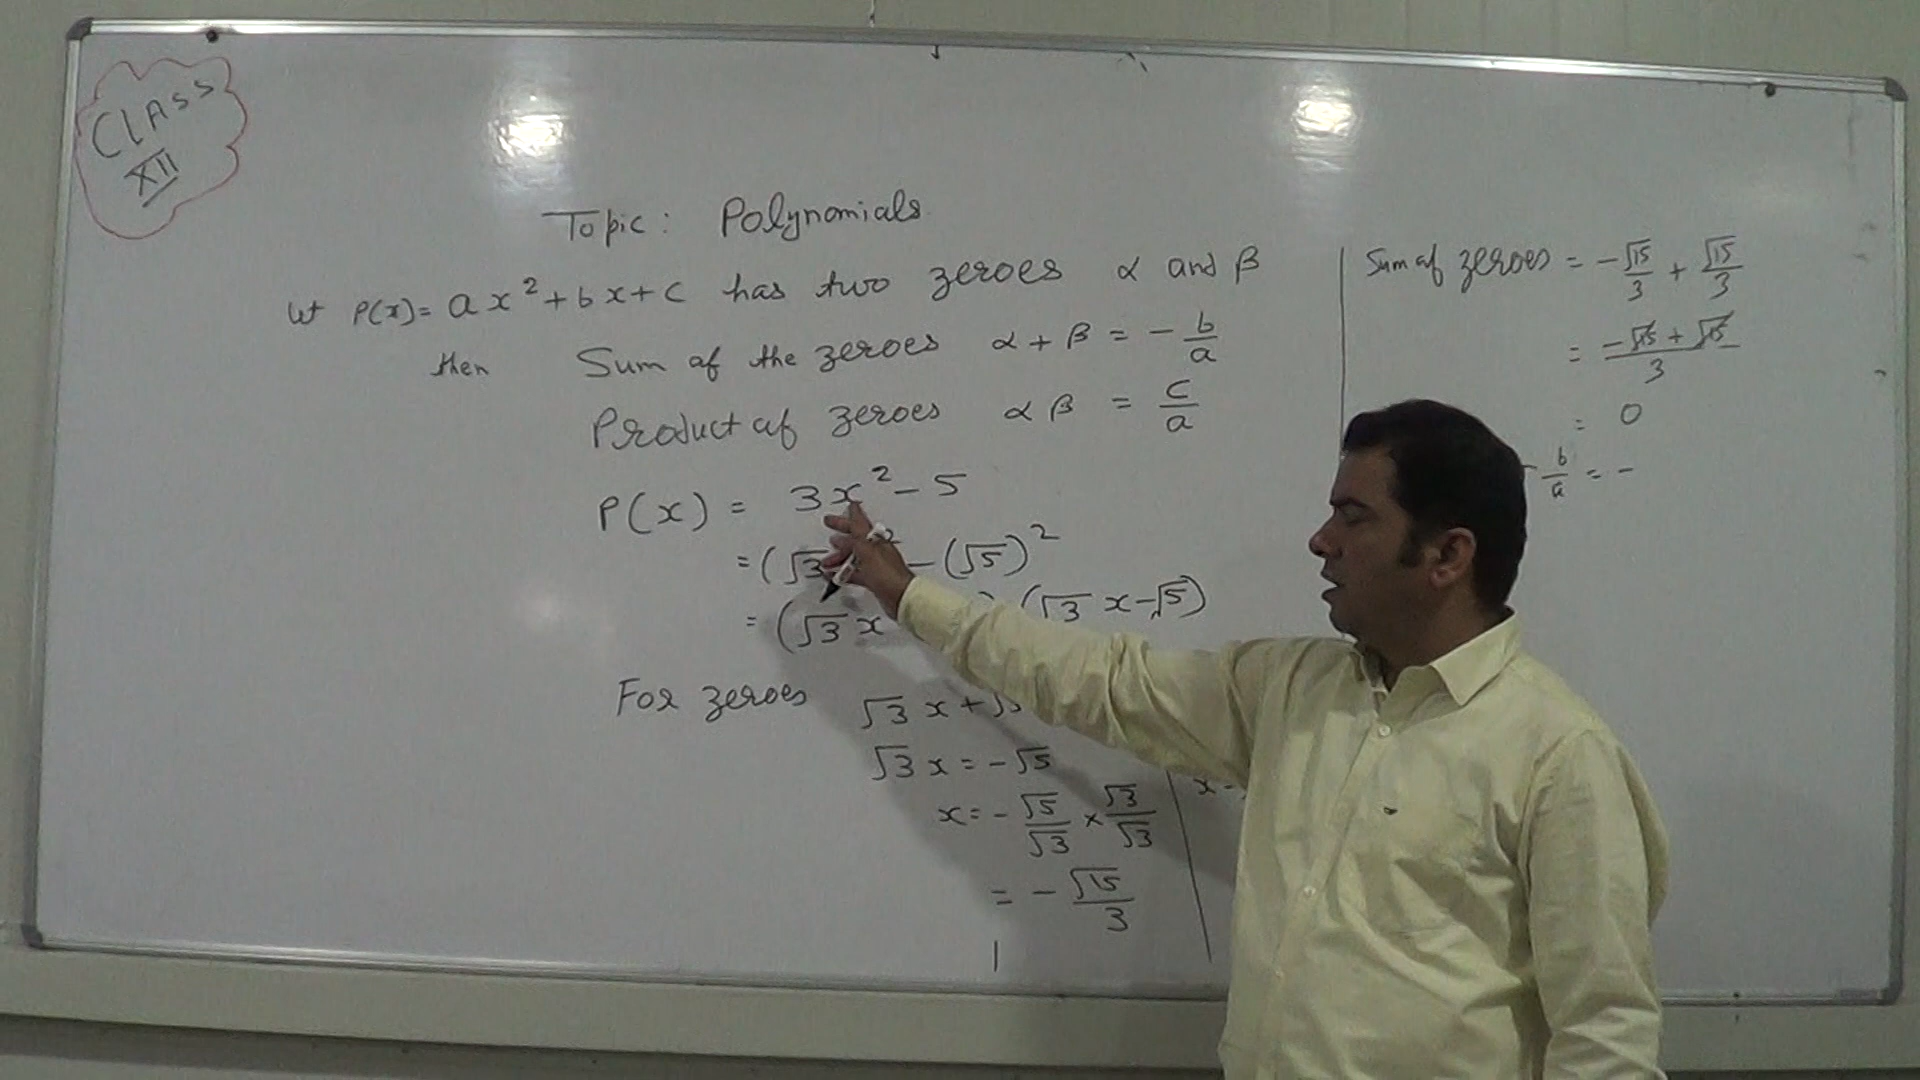 CLASS
XII
Topic: Polynomials
Let P(x) = ax² + bx + c has two zeroes α and β
then Sum of the zeroes α + β = - b/a
Product of zeroes αβ = c/a
P(x) = 3x² - 5
= (√3 ² - (√5)²
= (√3 x ) (√3 x - √5)
For zeroes √3 x + √5
√3 x = - √5
x = - √5/√3 × √3/√3
= - √15/3
x -
Sum of zeroes = - √15/3 + √15/3
= (-√15 + √15)/3
= 0
- b/a = -